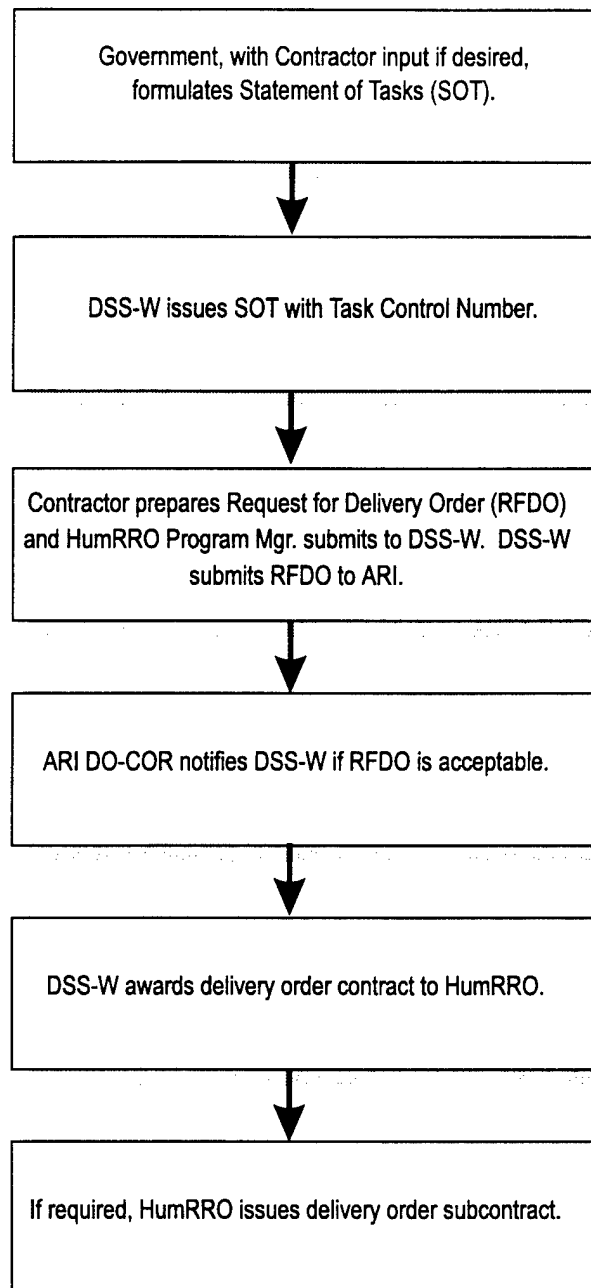 Government, with Contractor input if desired,
formulates Statement of Tasks (SOT).
DSS-W issues SOT with Task Control Number.
Contractor prepares Request for Delivery Order (RFDO)
and HumRRO Program Mgr. submits to DSS-W. DSS-W
submits RFDO to ARI.
ARI DO-COR notifies DSS-W if RFDO is acceptable.
DSS-W awards delivery order contract to HumRRO.
If required, HumRRO issues delivery order subcontract.